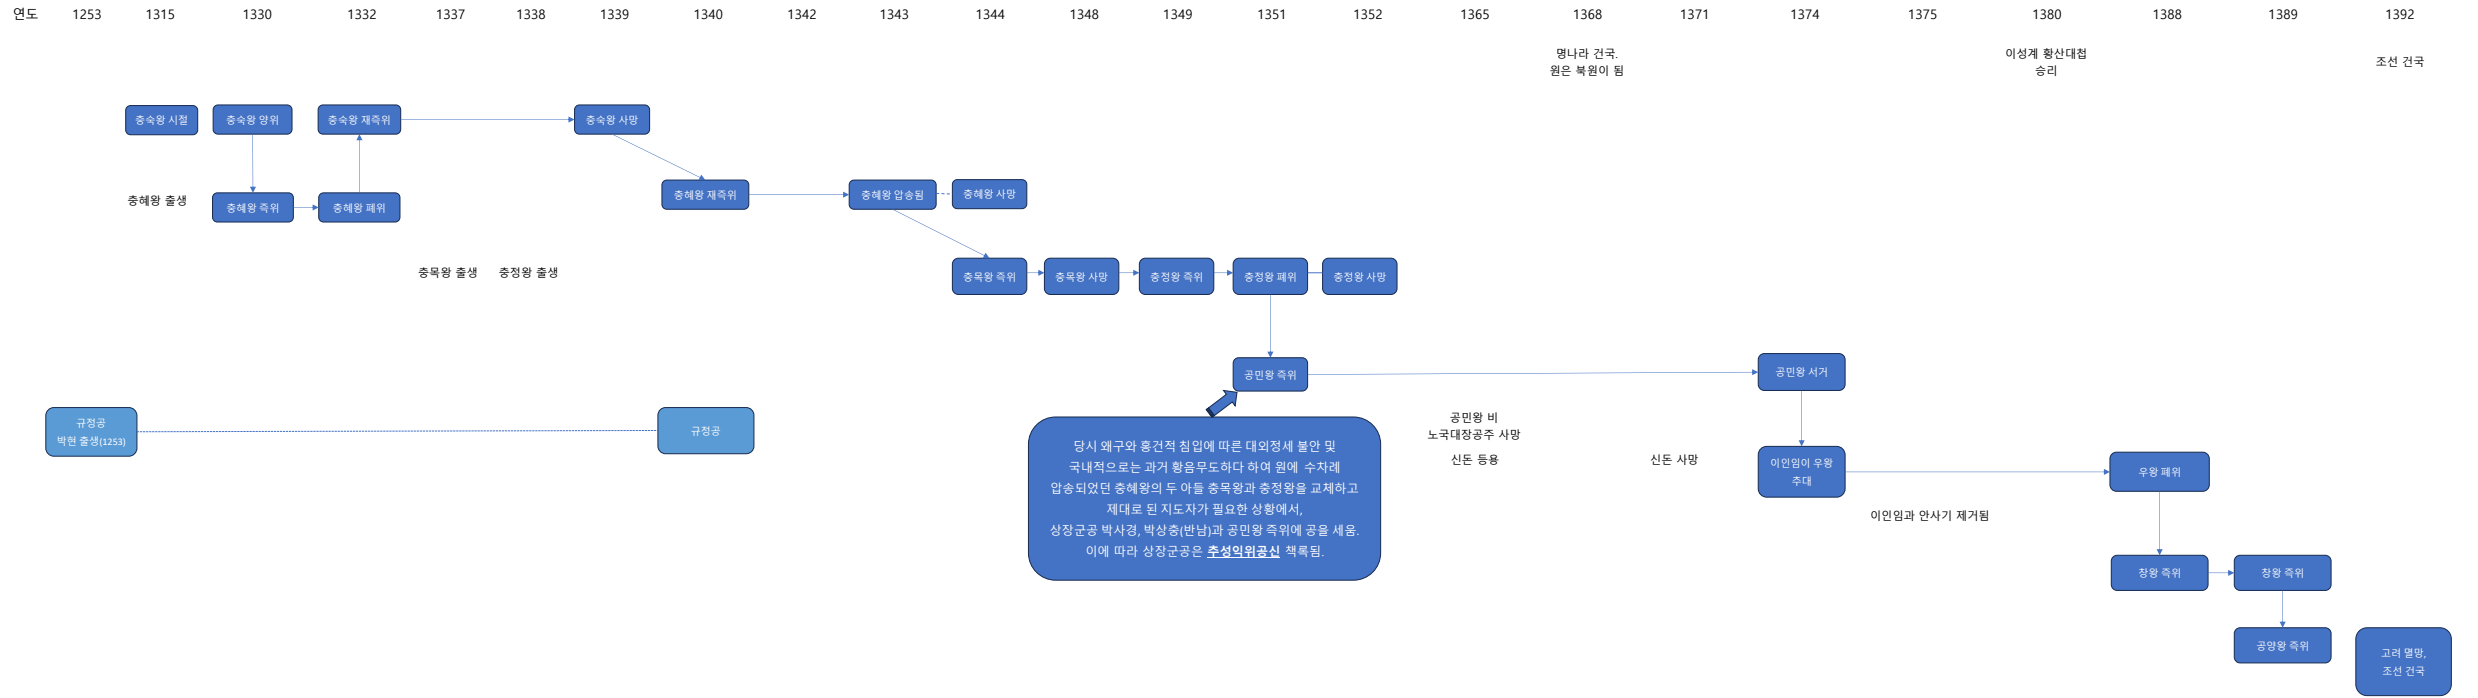 연도 1253 1315 1330 1332 1337 1338 1339 1340 1342 1343 1344 1348 1349 1351 1352 1365 1368 1371 1374 1375 1380 1388 1389 1392
명나라 건국.
원은 북원이 됨
이성계 황산대첩
승리
조선 건국
충숙왕 시절
충숙왕 양위
충숙왕 재즉위
충숙왕 사망
충혜왕 출생
충혜왕 즉위
충혜왕 폐위
충혜왕 재즉위
충혜왕 압송됨
충혜왕 사망
충목왕 출생
충정왕 출생
충목왕 즉위
충목왕 사망
충정왕 즉위
충정왕 폐위
충정왕 사망
공민왕 즉위
공민왕 서거
규정공
박현 출생(1253)
규정공
당시 왜구와 홍건적 침입에 따른 대외정세 불안 및
국내적으로는 과거 황음무도하다 하여 원에 수차례
압송되었던 충혜왕의 두 아들 충목왕과 충정왕을 교체하고
제대로 된 지도자가 필요한 상황에서,
상장군공 박사경, 박상충(반남)과 공민왕 즉위에 공을 세움.
이에 따라 상장군공은 추성익위공신 책록됨.
공민왕 비
노국대장공주 사망
신돈 등용
신돈 사망
이인임이 우왕
추대
우왕 폐위
이인임과 안사기 제거됨
창왕 즉위
창왕 즉위
공양왕 즉위
고려 멸망,
조선 건국